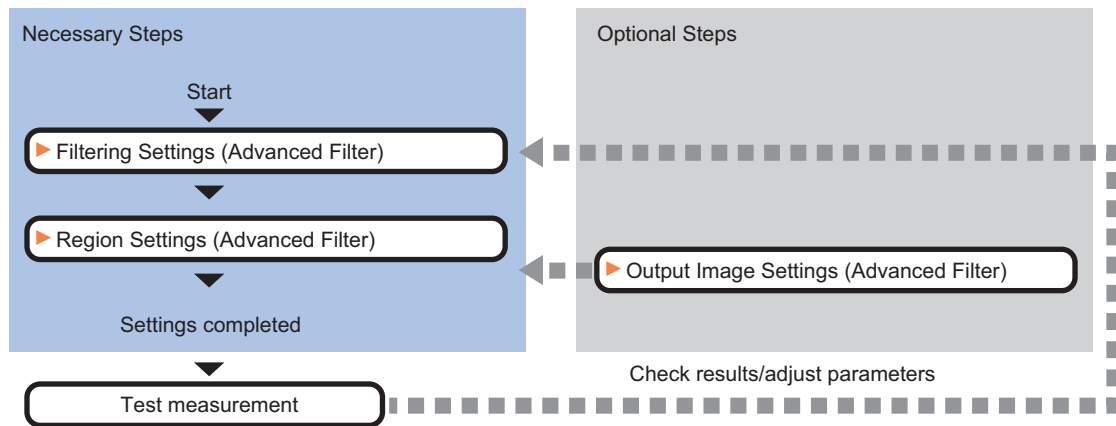 Necessary Steps
Optional Steps
Start
Filtering Settings (Advanced Filter)
Region Settings (Advanced Filter)
Output Image Settings (Advanced Filter)
Settings completed
Check results/adjust parameters
Test measurement